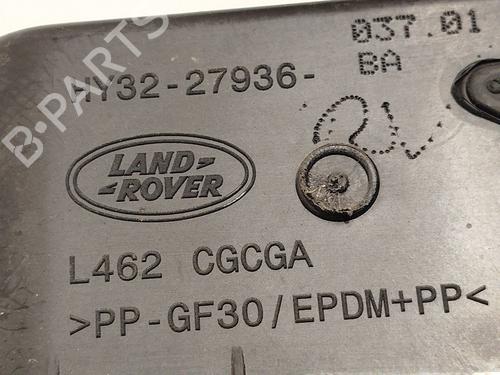 037.01
HY32-27936-
BA
B-PARTS
LAND-
-ROVER
L462 CGCGA
>PP-GF30/EPDM+PP<